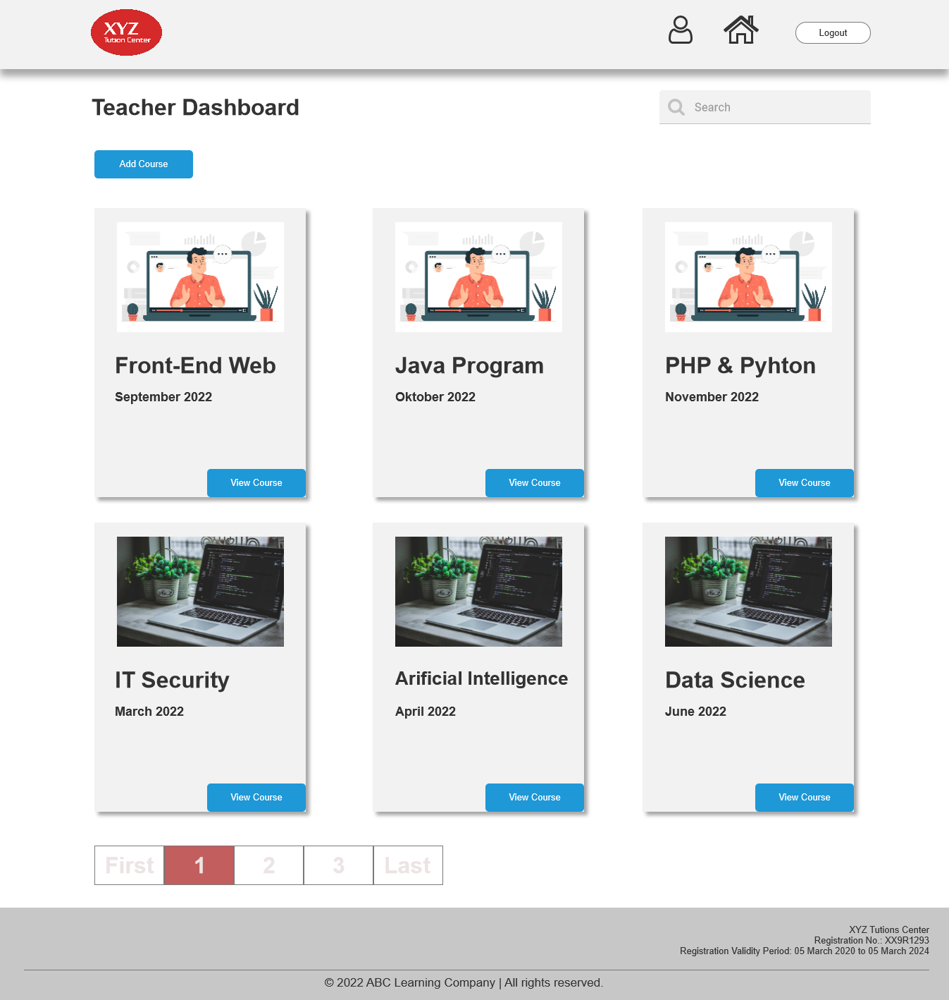 XYZ
Tution Center
Logout
Teacher Dashboard
Search
Add Course
Front-End Web
September 2022
View Course
Java Program
Oktober 2022
View Course
PHP & Pyhton
November 2022
View Course
IT Security
March 2022
View Course
Arificial Intelligence
April 2022
View Course
Data Science
June 2022
View Course
First 1 2 3 Last
XYZ Tutions Center
Registration No.: XX9R1293
Registration Validity Period: 05 March 2020 to 05 March 2024
© 2022 ABC Learning Company | All rights reserved.